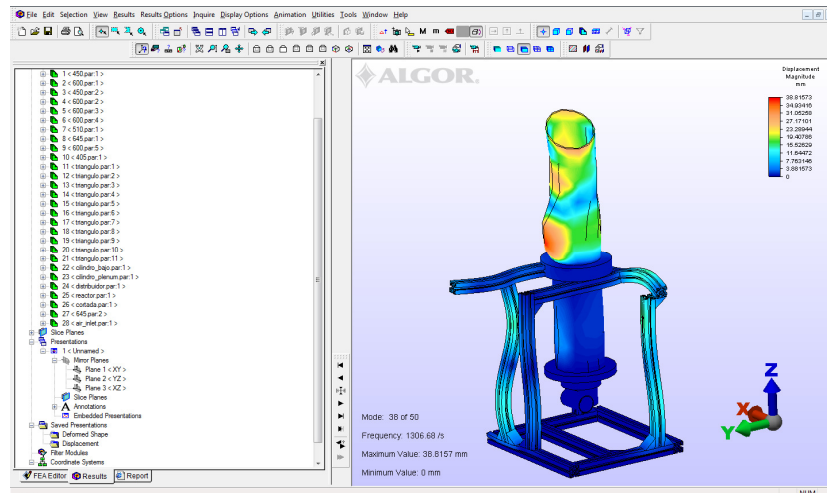 File Edit Selection View Results Results Options Inquire Display Options Animation Utilities Tools Window Help
1 < 450.par:1 >
2 < 600.par:1 >
3 < 450.par:2 >
4 < 600.par:2 >
5 < 600.par:3 >
6 < 600.par:4 >
7 < 510.par:1 >
8 < 645.par:1 >
9 < 600.par:5 >
10 < 405.par:1 >
11 < triangulo.par:1 >
12 < triangulo.par:2 >
13 < triangulo.par:3 >
14 < triangulo.par:4 >
15 < triangulo.par:5 >
16 < triangulo.par:6 >
17 < triangulo.par:7 >
18 < triangulo.par:8 >
19 < triangulo.par:9 >
20 < triangulo.par:10 >
21 < triangulo.par:11 >
22 < cilindro_bajo.par:1 >
23 < cilindro_plenum.par:1 >
24 < distribuidor.par:1 >
25 < reactor.par:1 >
26 < cortada.par:1 >
27 < 645.par:2 >
28 < air_inlet.par:1 >
Slice Planes
Presentations
1 < Unnamed >
Mirror Planes
Plane 1 < XY >
Plane 2 < YZ >
Plane 3 < XZ >
Slice Planes
Annotations
Embedded Presentations
Saved Presentations
Deformed Shape
Displacement
Filter Modules
Coordinate Systems
FEA Editor Results Report
ALGOR.
Displacement
Magnitude
mm
38.81573
34.93416
31.05258
27.17101
23.28944
19.40786
15.52629
11.64472
7.763146
3.881573
0
Mode: 38 of 50
Frequency: 1306.68 /s
Maximum Value: 38.8157 mm
Minimum Value: 0 mm
Z
X
Y
NUM